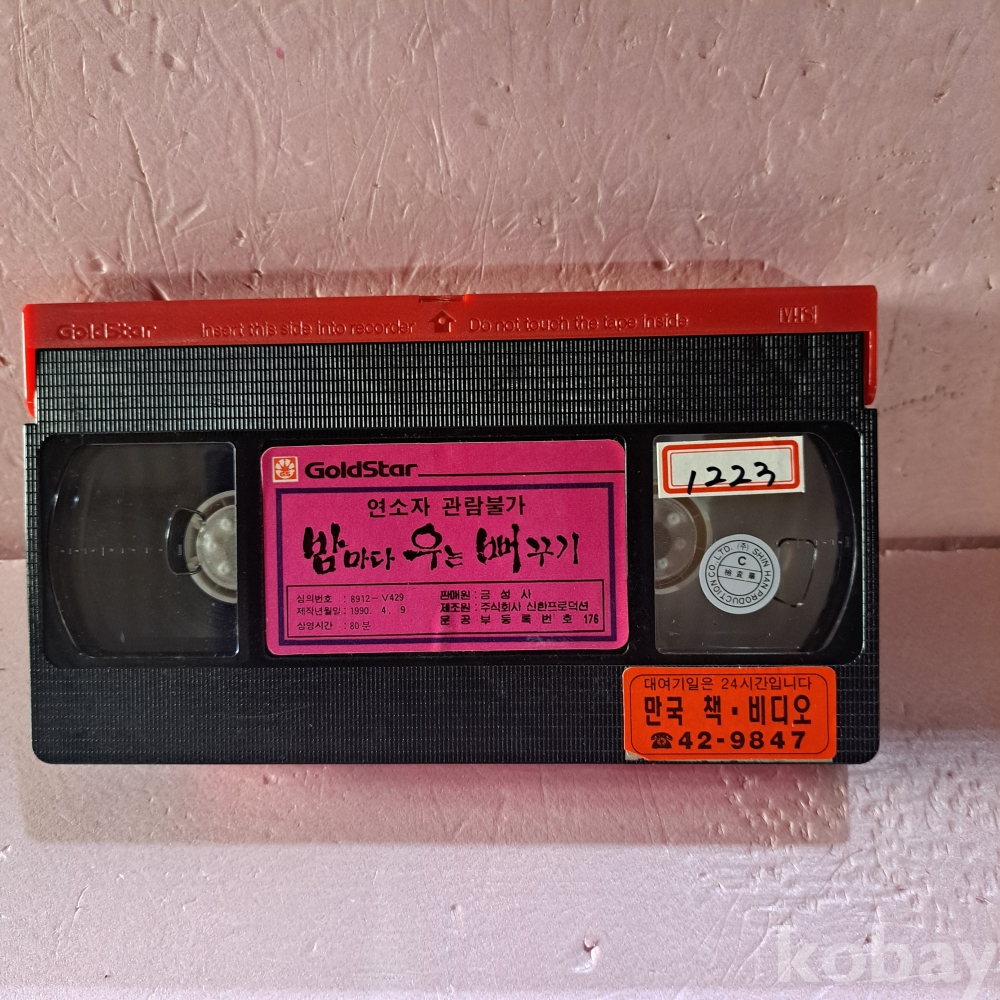 GoldStar Insert this side into recorder Do not touch the tape inside VHS
GoldStar
연소자 관람불가
밤마다 우는 뻐꾸기
심의번호 : 8912-V429
제작년월일 : 1990. 4. 9
상영시간 : 80분
판매원 : 금성사
제조원 : 주식회사 신한프로덕션
문공부등록번호 176
1223
(주) SHIN HAN PRODUCTION CO., LTD.
C
檢査畢
대여기일은 24시간입니다
만국 책·비디오
☎42-9847
kobay